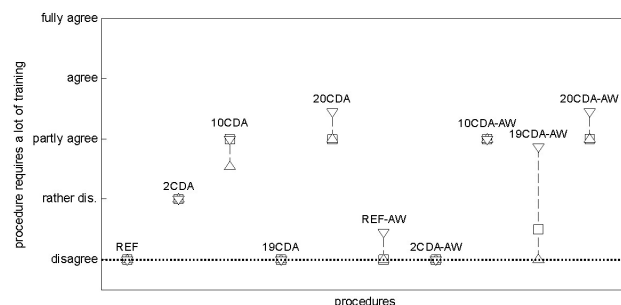 procedure requires a lot of training
fully agree
agree
partly agree
rather dis.
disagree
REF
2CDA
10CDA
19CDA
20CDA
REF-AW
2CDA-AW
10CDA-AW
19CDA-AW
20CDA-AW
procedures